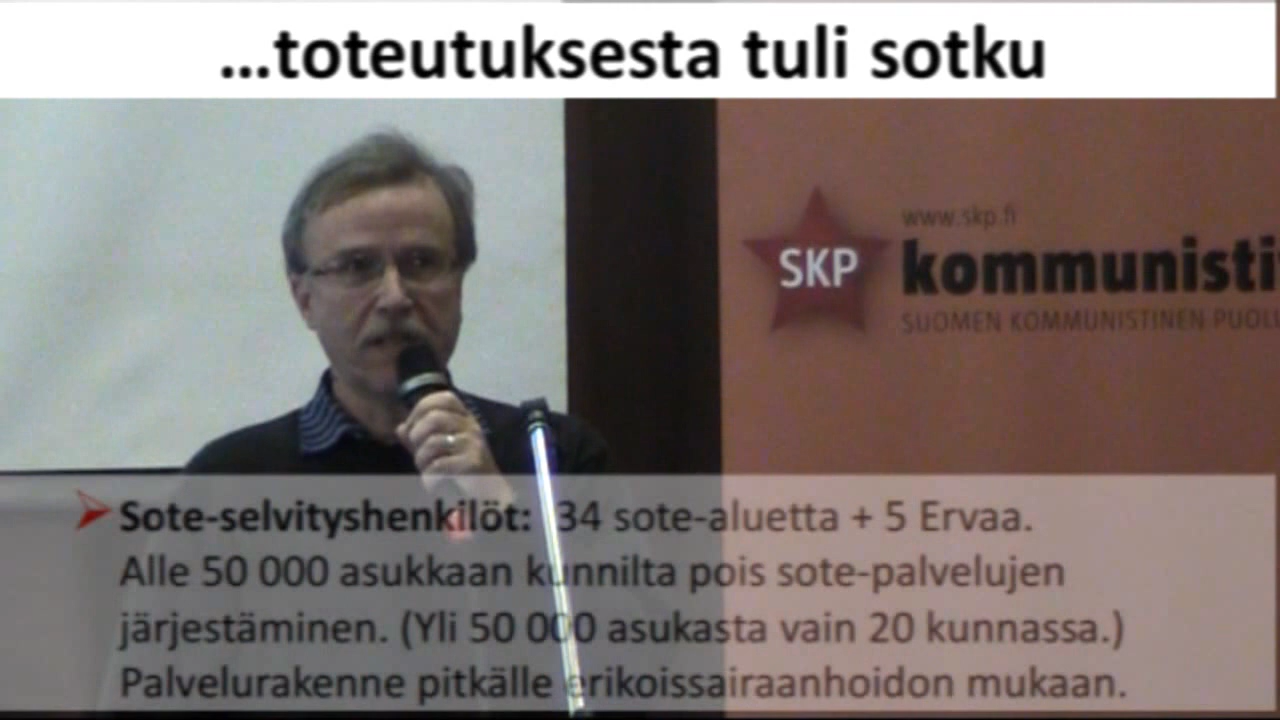 ...toteutuksesta tuli sotku
www.skp.fi
SKP
kommunisti
SUOMEN KOMMUNISTINEN PUOLU
Sote-selvityshenkilöt: 34 sote-aluetta + 5 Ervaa.
Alle 50 000 asukkaan kunnilta pois sote-palvelujen
järjestäminen. (Yli 50 000 asukasta vain 20 kunnassa.)
Palvelurakenne pitkälle erikoissairaanhoidon mukaan.